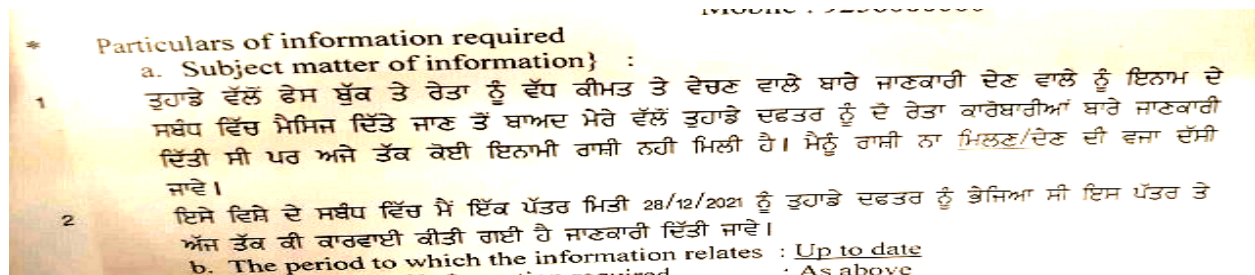 * Particulars of information required
a. Subject matter of information} :
1 ਤੁਹਾਡੇ ਵੱਲੋਂ ਫੇਸ ਬੁੱਕ ਤੇ ਰੇਤਾ ਨੂੰ ਵੱਧ ਕੀਮਤ ਤੇ ਵੇਚਣ ਵਾਲੇ ਬਾਰੇ ਜਾਣਕਾਰੀ ਦੇਣ ਵਾਲੇ ਨੂੰ ਇਨਾਮ ਦੇ
ਸਬੰਧ ਵਿੱਚ ਮੈਸਿਜ ਦਿੱਤੇ ਜਾਣ ਤੋਂ ਬਾਅਦ ਮੇਰੇ ਵੱਲੋਂ ਤੁਹਾਡੇ ਦਫਤਰ ਨੂੰ ਦੋ ਰੇਤਾ ਕਾਰੋਬਾਰੀਆਂ ਬਾਰੇ ਜਾਣਕਾਰੀ
ਦਿੱਤੀ ਸੀ ਪਰ ਅਜੇ ਤੱਕ ਕੋਈ ਇਨਾਮੀ ਰਾਸ਼ੀ ਨਹੀ ਮਿਲੀ ਹੈ। ਮੈਨੂੰ ਰਾਸ਼ੀ ਨਾ ਮਿਲਣ/ਦੇਣ ਦੀ ਵਜਾ ਦੱਸੀ
ਜਾਵੇ।
2 ਇਸੇ ਵਿਸ਼ੇ ਦੇ ਸਬੰਧ ਵਿੱਚ ਮੈਂ ਇੱਕ ਪੱਤਰ ਮਿਤੀ 28/12/2021 ਨੂੰ ਤੁਹਾਡੇ ਦਫਤਰ ਨੂੰ ਭੇਜਿਆ ਸੀ ਇਸ ਪੱਤਰ ਤੇ
ਅੱਜ ਤੱਕ ਕੀ ਕਾਰਵਾਈ ਕੀਤੀ ਗਈ ਹੈ ਜਾਣਕਾਰੀ ਦਿੱਤੀ ਜਾਵੇ।
b. The period to which the information relates : Up to date
: As above